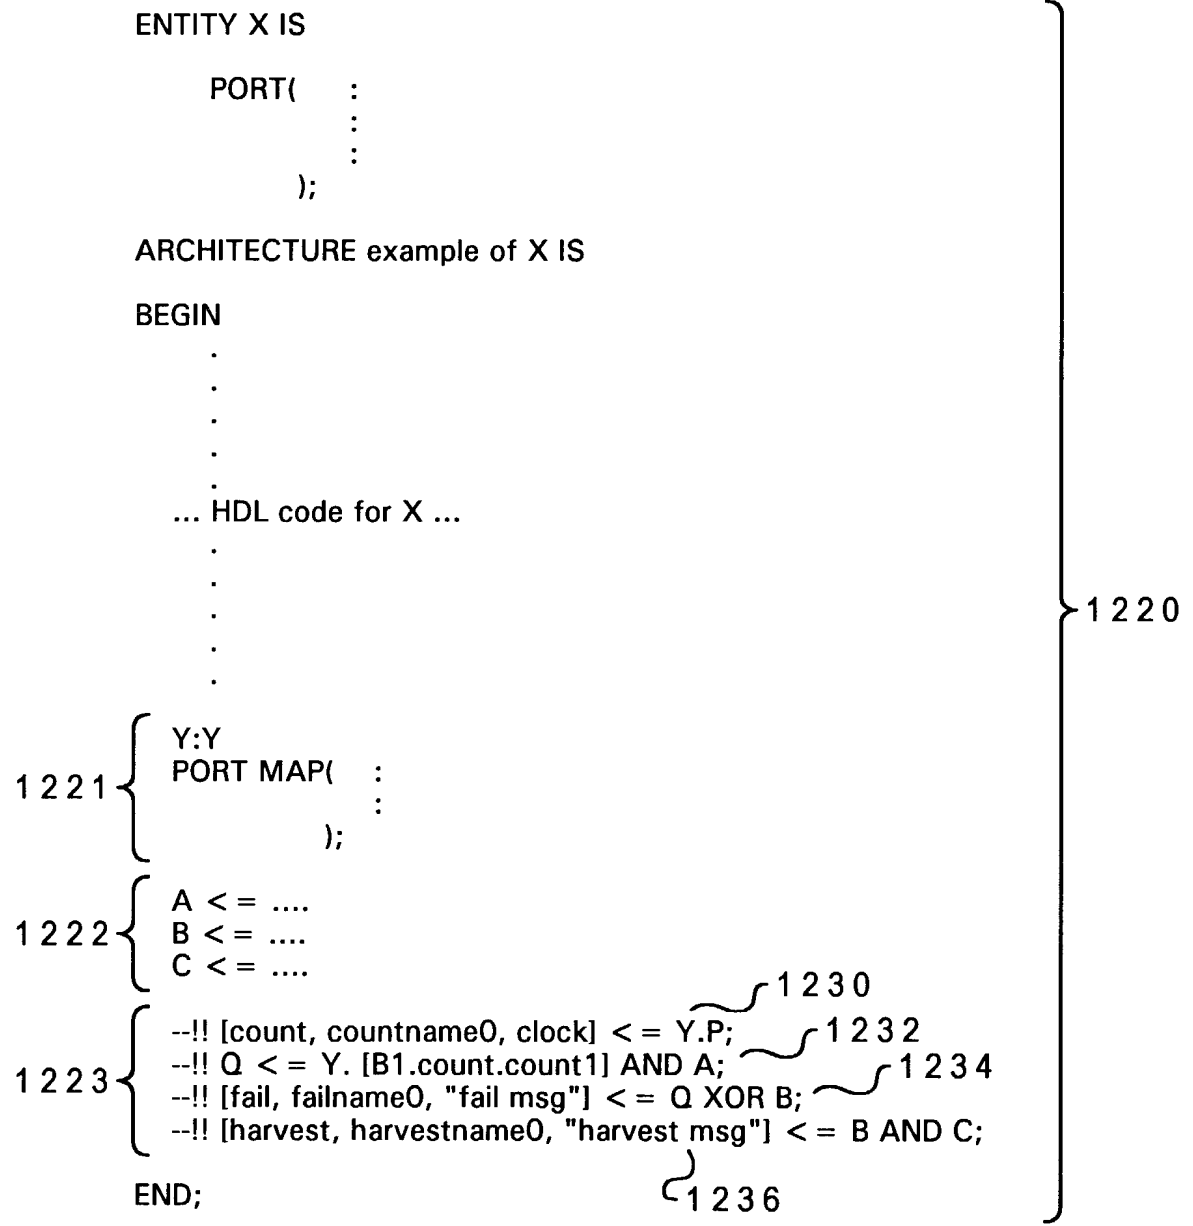 ENTITY X IS
PORT( :
:
:
);
ARCHITECTURE example of X IS
BEGIN
.
.
.
.
.
... HDL code for X ...
.
.
.
.
.
1220
Y:Y
1221 PORT MAP( :
:
);
A <= ....
1222 B <= ....
C <= ....
1230
--!! [count, countname0, clock] <= Y.P; 1232
--!! Q <= Y. [B1.count.count1] AND A; 1234
1223
--!! [fail, failname0, "fail msg"] <= Q XOR B;
--!! [harvest, harvestname0, "harvest msg"] <= B AND C;
END; 1236